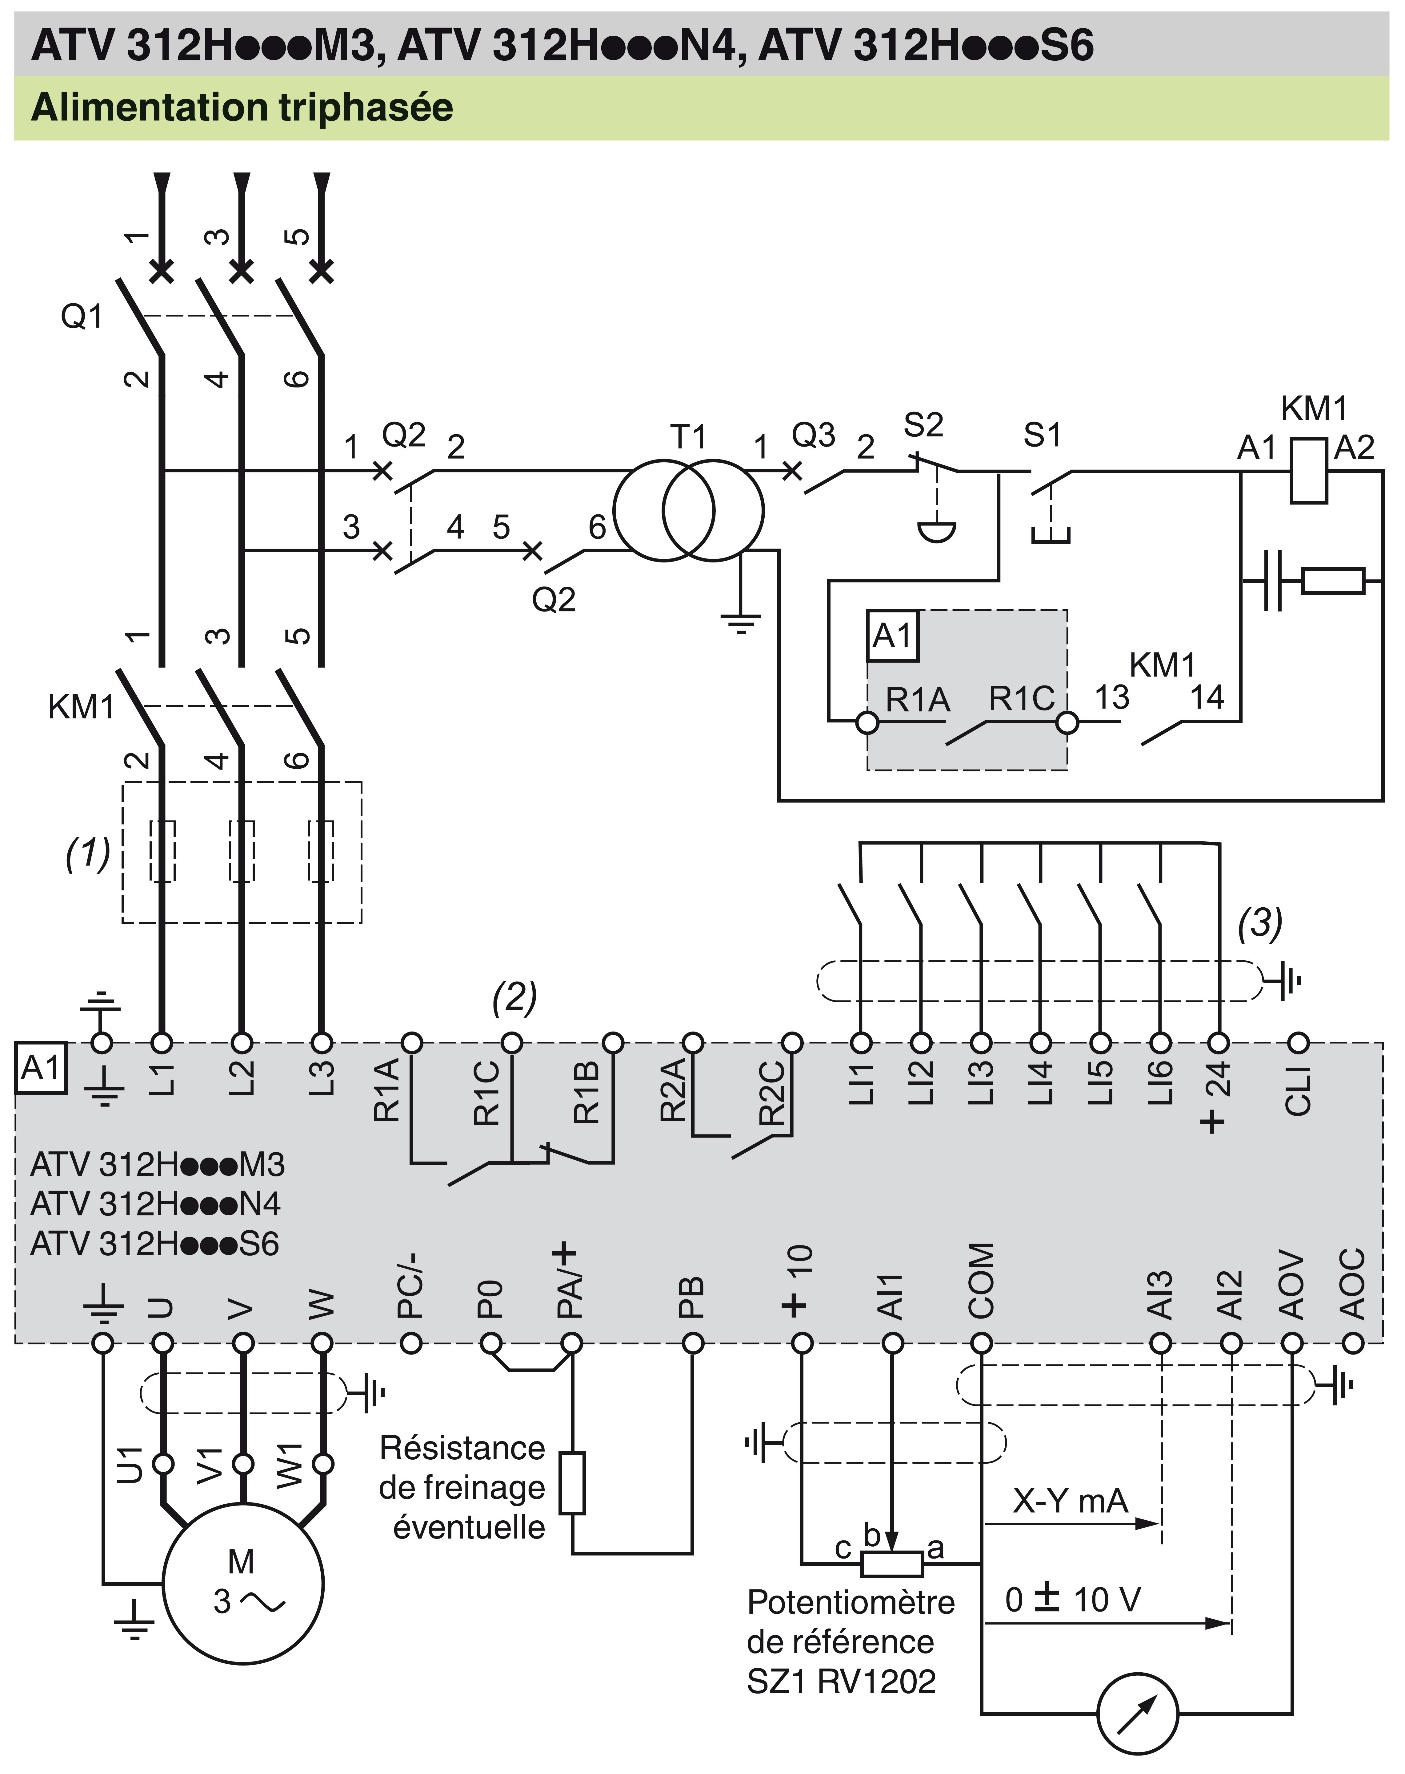 ATV 312H●●●M3, ATV 312H●●●N4, ATV 312H●●●S6
Alimentation triphasée
1 3 5
Q1
2 4 6
1 Q2 2
T1
1 Q3 2
S2
S1
KM1
A1 A2
3 4 5 6
Q2
1 3 5
KM1
2 4 6
A1
R1A R1C
KM1
13 14
(1)
(2)
(3)
A1
L1 L2 L3 R1A R1C R1B R2A R2C LI1 LI2 LI3 LI4 LI5 LI6 + 24 CLI
ATV 312H●●●M3
ATV 312H●●●N4
ATV 312H●●●S6
U V W PC/- P0 PA/+ PB + 10 AI1 COM AI3 AI2 AOV AOC
U1 V1 W1
Résistance
de freinage
éventuelle
M
3
X-Y mA
c b a
0 ± 10 V
Potentiomètre
de référence
SZ1 RV1202